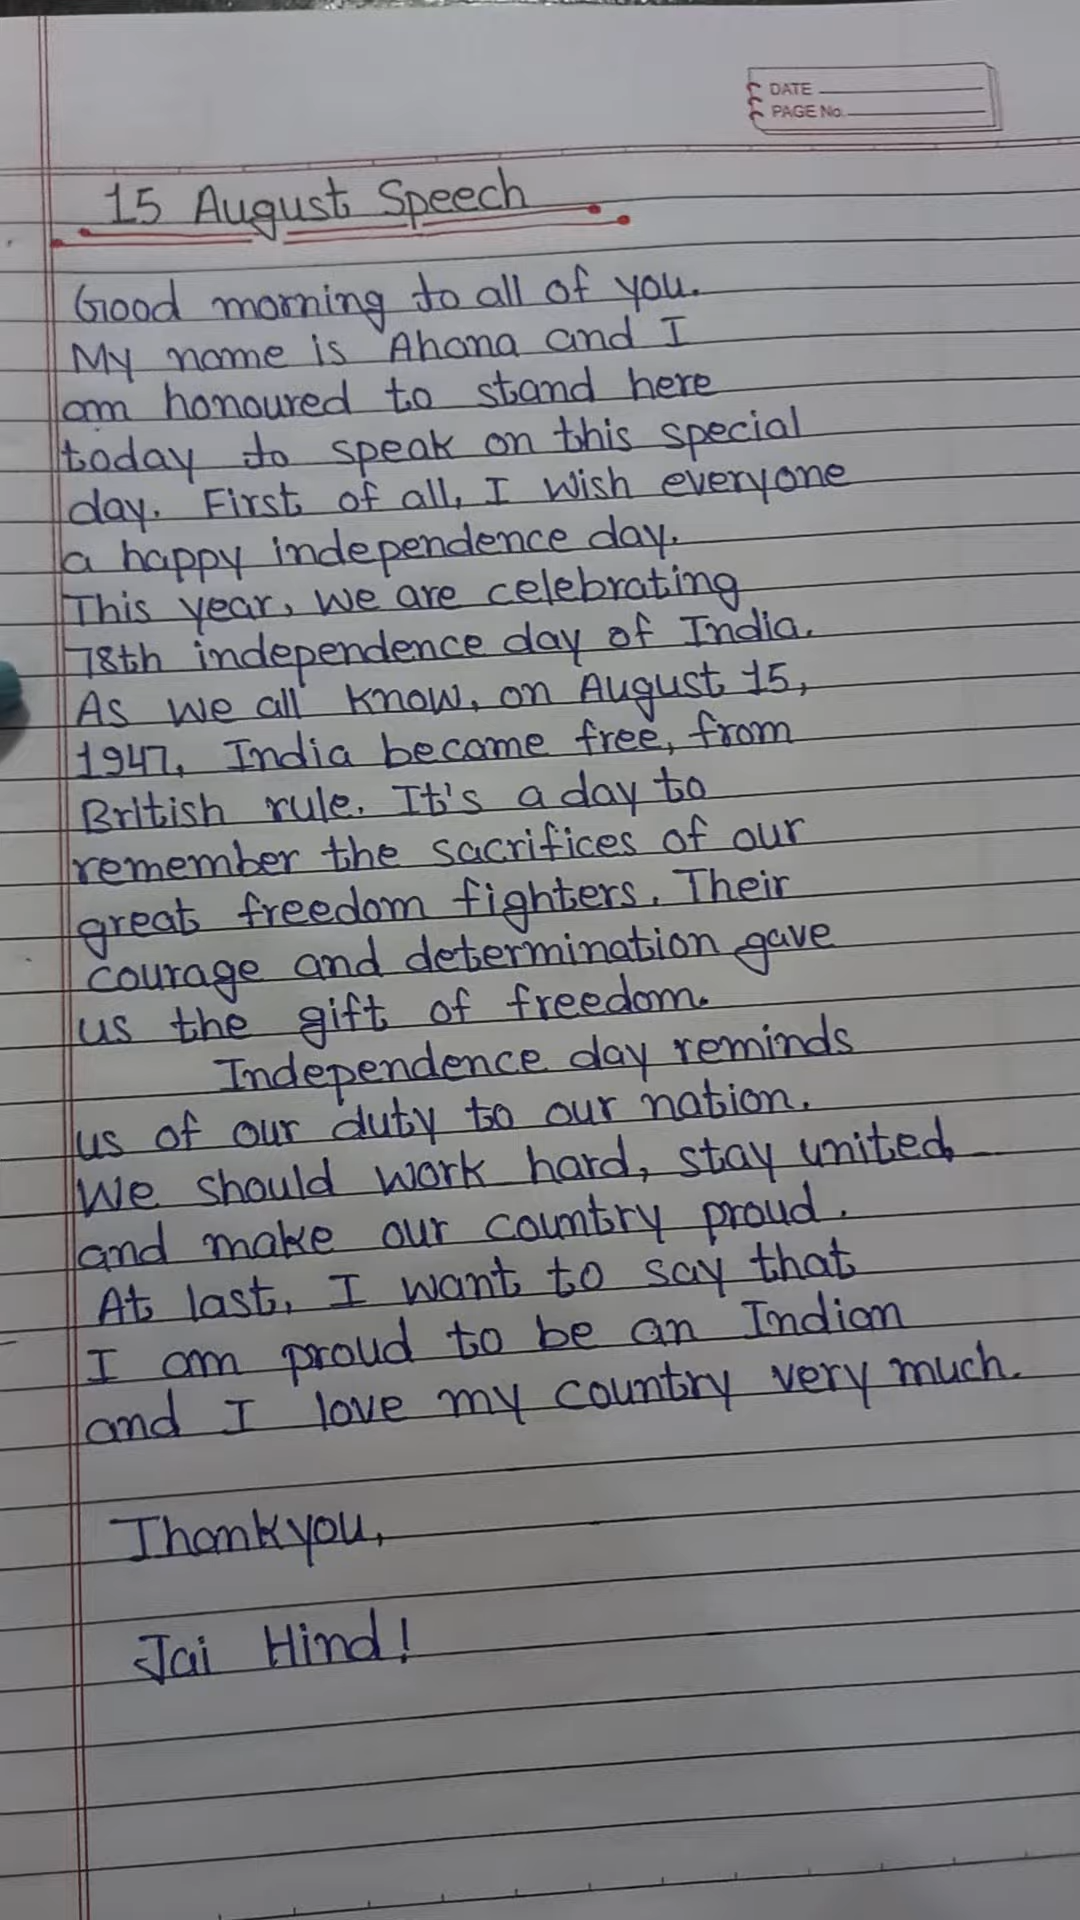 DATE
PAGE No.
15 August Speech
Good morning to all of you.
My name is Ahana and I
am honoured to stand here
today to speak on this special
day. First of all, I wish everyone
a happy independence day.
This year, we are celebrating
78th independence day of India.
As we all know, on August 15,
1947, India became free, from
British rule. It's a day to
remember the sacrifices of our
great freedom fighters. Their
courage and determination gave
us the gift of freedom.
Independence day reminds
us of our duty to our nation.
We should work hard, stay united,
and make our country proud.
At last, I want to say that
I am proud to be an Indian
and I love my country very much.
Thankyou,
Jai Hind!